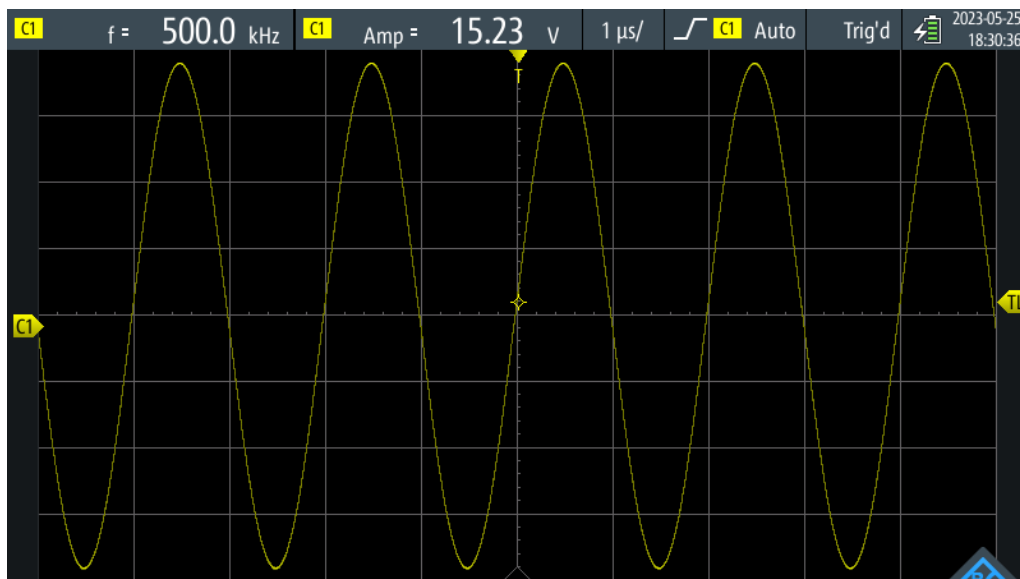 C1 f = 500.0 kHz C1 Amp = 15.23 V 1 µs/ C1 Auto Trig'd 2023-05-25
18:30:36
T
C1